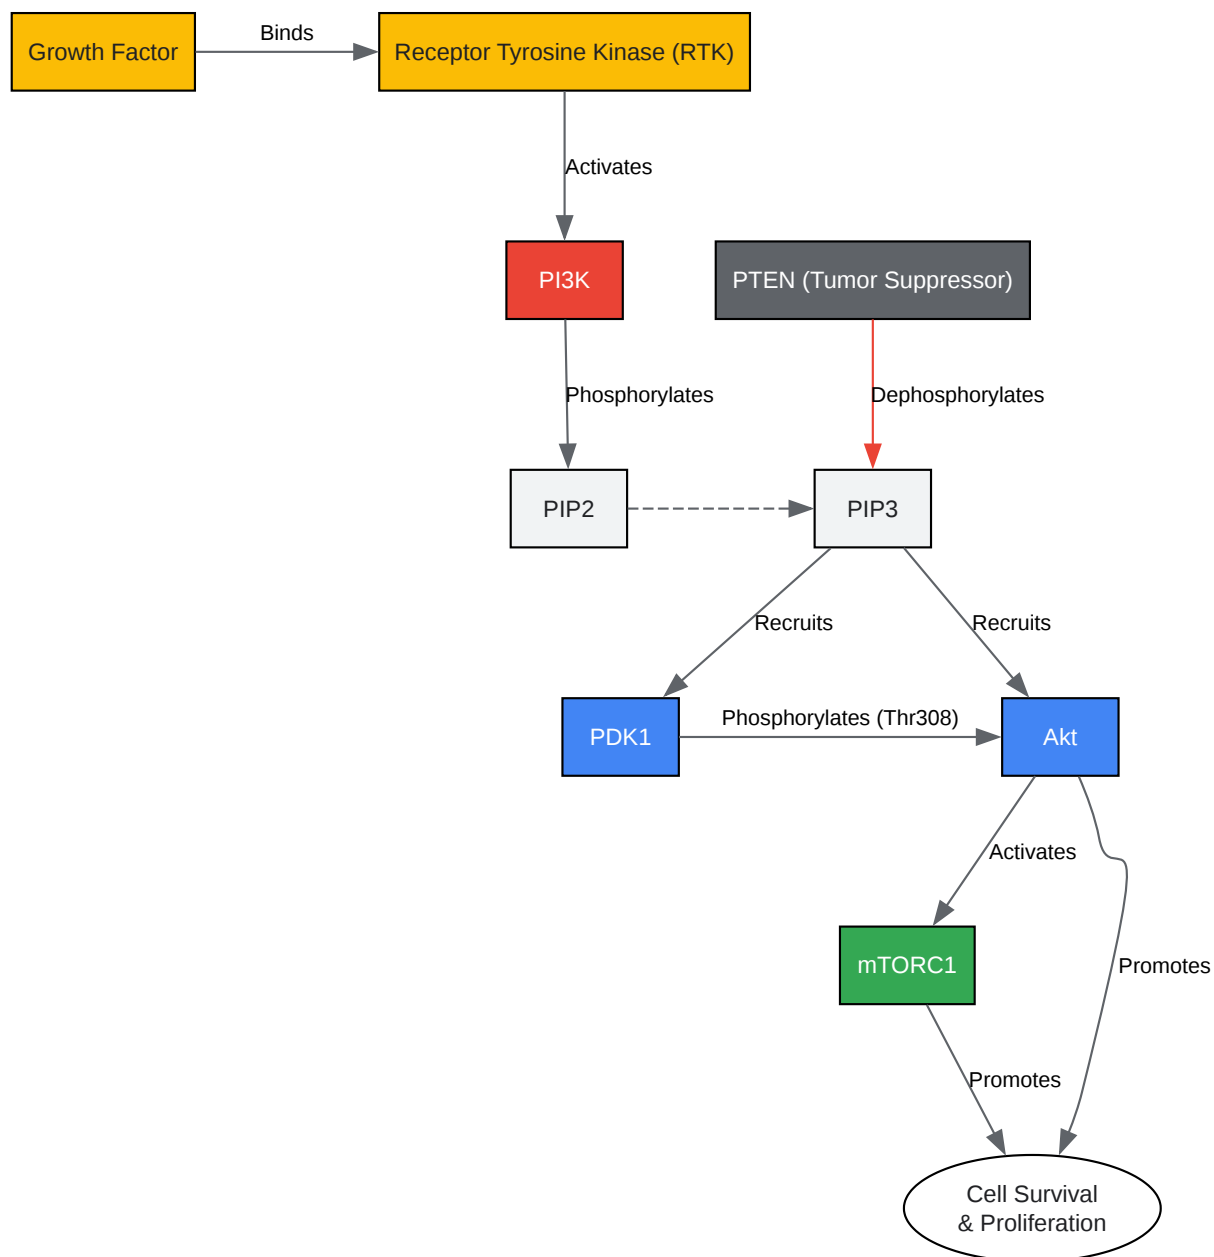 Growth Factor
Binds
Receptor Tyrosine Kinase (RTK)
Activates
PI3K
PTEN (Tumor Suppressor)
Phosphorylates
Dephosphorylates
PIP2
PIP3
Recruits
Recruits
PDK1
Phosphorylates (Thr308)
Akt
Activates
mTORC1
Promotes
Promotes
Cell Survival
& Proliferation